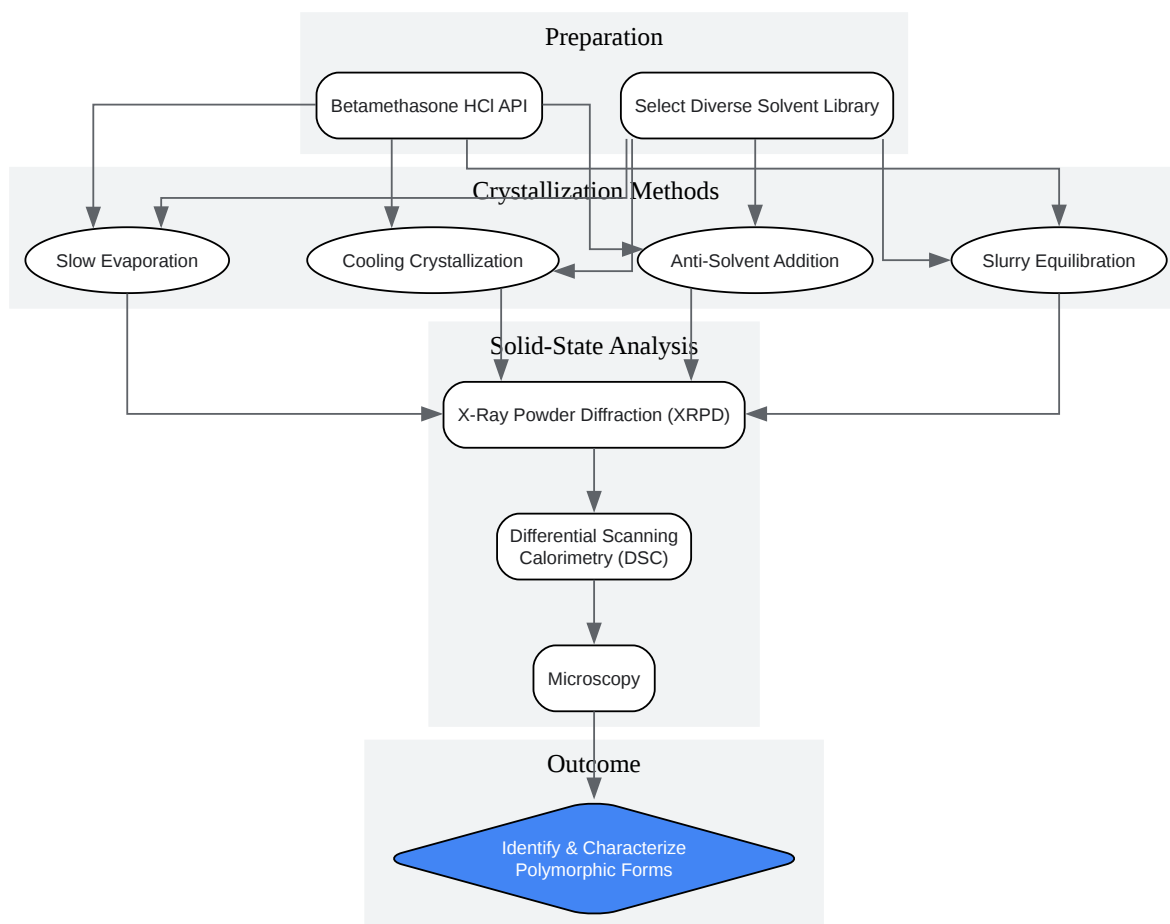 Preparation
Betamethasone HCl API
Select Diverse Solvent Library
Crystallization Methods
Slow Evaporation
Cooling Crystallization
Anti-Solvent Addition
Slurry Equilibration
Solid-State Analysis
X-Ray Powder Diffraction (XRPD)
Differential Scanning
Calorimetry (DSC)
Microscopy
Outcome
Identify & Characterize
Polymorphic Forms